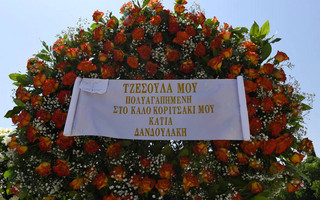 ΤΖΕΣΟΥΛΑ ΜΟΥ
ΠΟΛΥΑΓΑΠΗΜΕΝΗ
ΣΤΟ ΚΑΛΟ ΚΟΡΙΤΣΑΚΙ ΜΟΥ
ΚΑΤΙΑ
ΔΑΝΔΟΥΛΑΚΗ